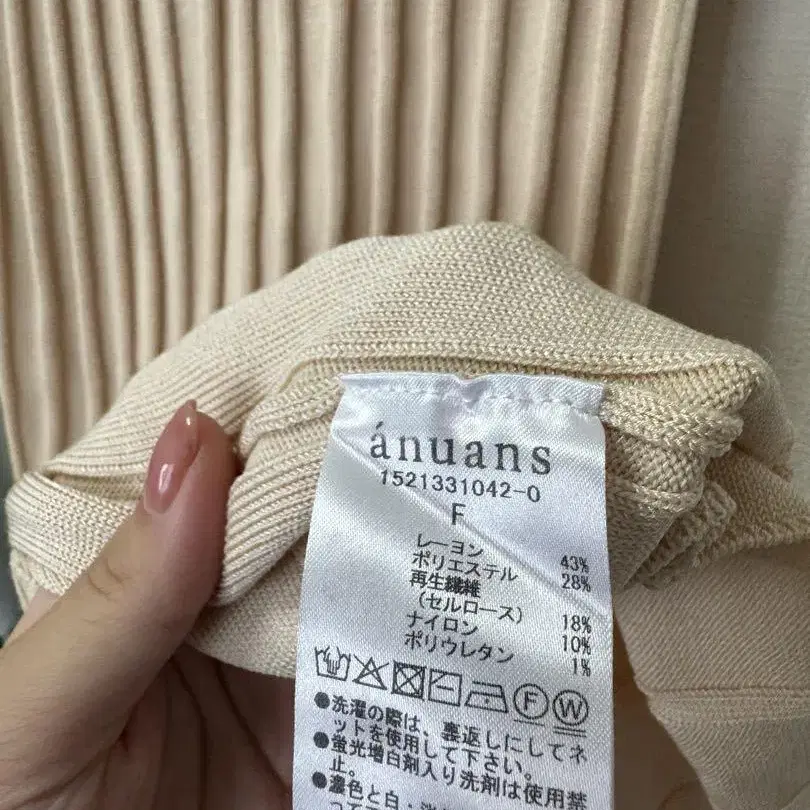 ánuans
1521331042-0
F
レーヨン 43%
ポリエステル 28%
再生繊維
(セルロース) 18%
ナイロン 10%
ポリウレタン 1%
F W
●洗濯の際は、裏返しにしてネ
ットを使用して下さい。
●蛍光増白剤入り洗剤は使用禁
止。
●濃色と白・淡